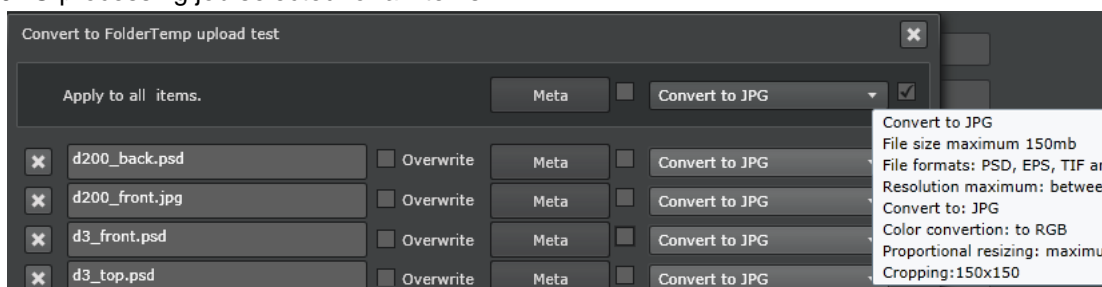 Convert to FolderTemp upload test
Apply to all items.
Meta
Convert to JPG
Convert to JPG
File size maximum 150mb
d200_back.psd
Overwrite
Meta
Convert to JPG
File formats: PSD, EPS, TIF
Resolution maximum:
d200_front.jpg
Overwrite
Meta
Convert to JPG
Convert to: JPG
Color convertion: to RGB
d3_front.psd
Overwrite
Meta
Convert to JPG
Proportional resizing:
d3_top.psd
Overwrite
Meta
Convert to JPG
Cropping:150x150